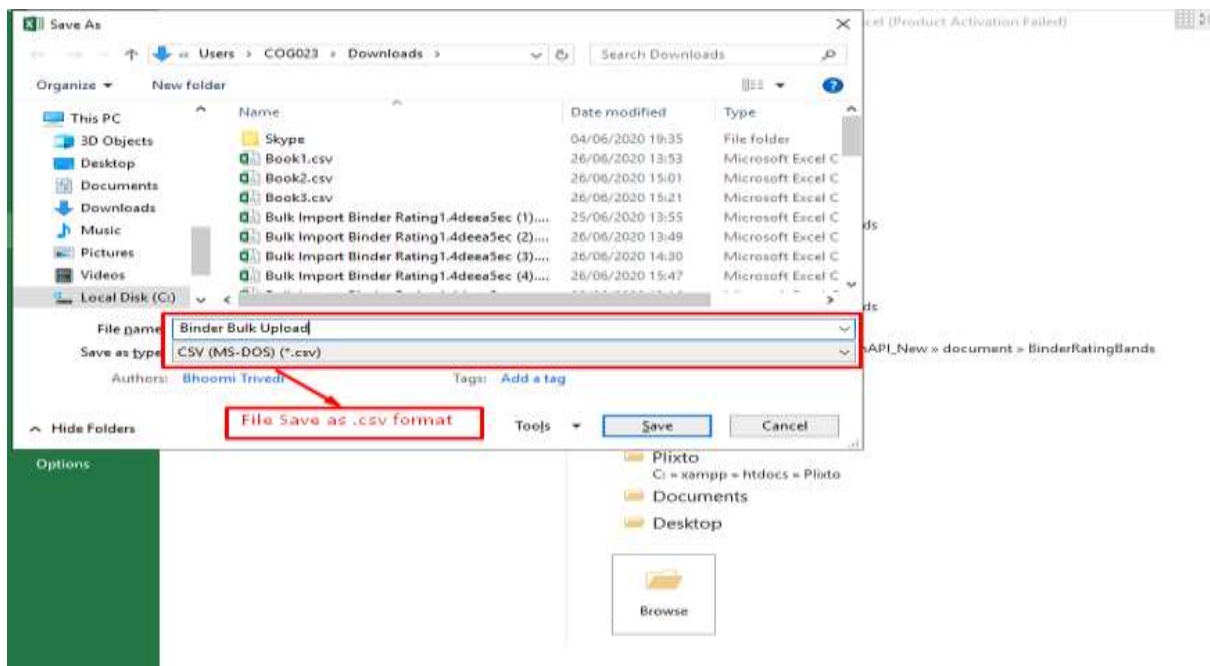 Save As
cel (Product Activation Failed)
« Users › COG023 › Downloads ›
Search Downloads
Organize
New folder
Name
Date modified
Type
This PC
3D Objects
Desktop
Documents
Downloads
Music
Pictures
Videos
Local Disk (C:)
Skype 04/06/2020 19:35 File folder
Book1.csv 26/06/2020 13:53 Microsoft Excel C
Book2.csv 26/06/2020 15:01 Microsoft Excel C
Book3.csv 26/06/2020 15:21 Microsoft Excel C
Bulk Import Binder Rating1.4deea5ec (1).... 25/06/2020 13:55 Microsoft Excel C
Bulk Import Binder Rating1.4deea5ec (2).... 26/06/2020 13:49 Microsoft Excel C
Bulk Import Binder Rating1.4deea5ec (3).... 26/06/2020 14:30 Microsoft Excel C
Bulk Import Binder Rating1.4deea5ec (4).... 26/06/2020 15:47 Microsoft Excel C
ds
ds
File name
Binder Bulk Upload
Save as type
CSV (MS-DOS) (*.csv)
API_New » document » BinderRatingBands
Authors: Bhoomi Trivedi
Tags: Add a tag
File Save as .csv format
Hide Folders
Tools
Save
Cancel
Options
Plixto
C: » xampp » htdocs » Plixto
Documents
Desktop
Browse